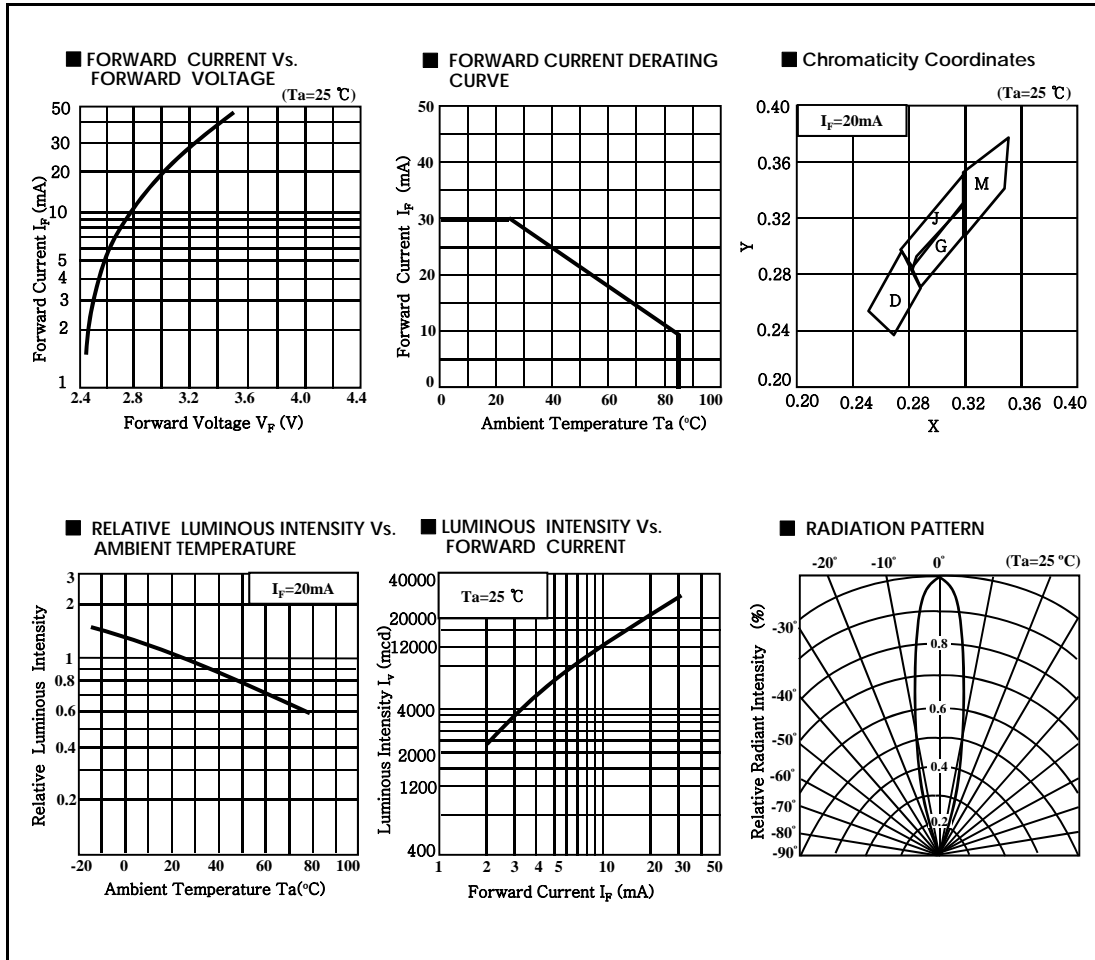 ■ FORWARD CURRENT Vs.
FORWARD VOLTAGE
(Ta=25 ℃)
50
30
20
10
5
4
3
2
1
Forward Current I_F (mA)
2.4 2.8 3.2 3.6 4.0 4.4
Forward Voltage V_F (V)
■ FORWARD CURRENT DERATING
CURVE
50
40
30
20
10
0
Forward Current I_F (mA)
0 20 40 60 80 100
Ambient Temperature Ta (°C)
■ Chromaticity Coordinates
(Ta=25 ℃)
I_F=20mA
0.40
0.36
0.32
0.28
0.24
0.20
Y
M
J
G
D
0.20 0.24 0.28 0.32 0.36 0.40
X
■ RELATIVE LUMINOUS INTENSITY Vs.
AMBIENT TEMPERATURE
I_F=20mA
3
2
1
0.8
0.6
0.4
0.2
Relative Luminous Intensity
-20 0 20 40 60 80 100
Ambient Temperature Ta(°C)
■ LUMINOUS INTENSITY Vs.
FORWARD CURRENT
Ta=25 ℃
40000
20000
12000
4000
2000
1200
400
Luminous Intensity I_v (mcd)
1 2 3 4 5 10 20 30 50
Forward Current I_F (mA)
■ RADIATION PATTERN
-20° -10° 0° (Ta=25 °C)
-30°
-40°
-50°
-60°
-70°
-80°
-90°
Relative Radiant Intensity (%)
0.8
0.6
0.4
0.2